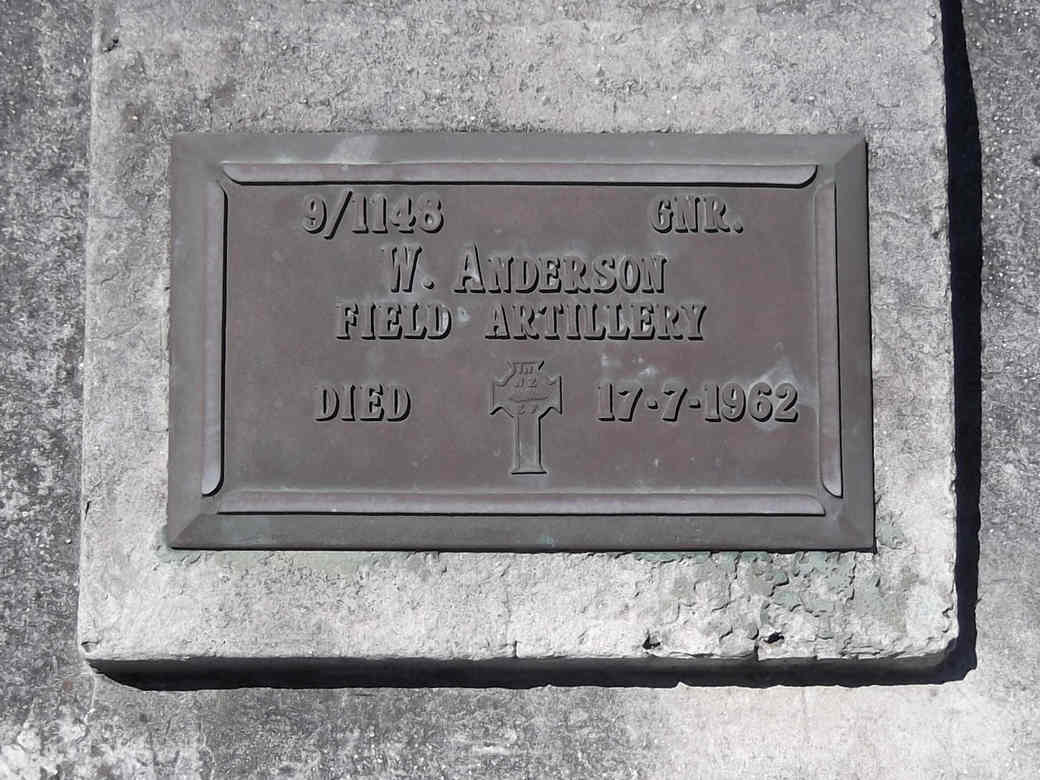 9/1148 GNR.
W. ANDERSON
FIELD ARTILLERY
DIED 17-7-1962
N Z